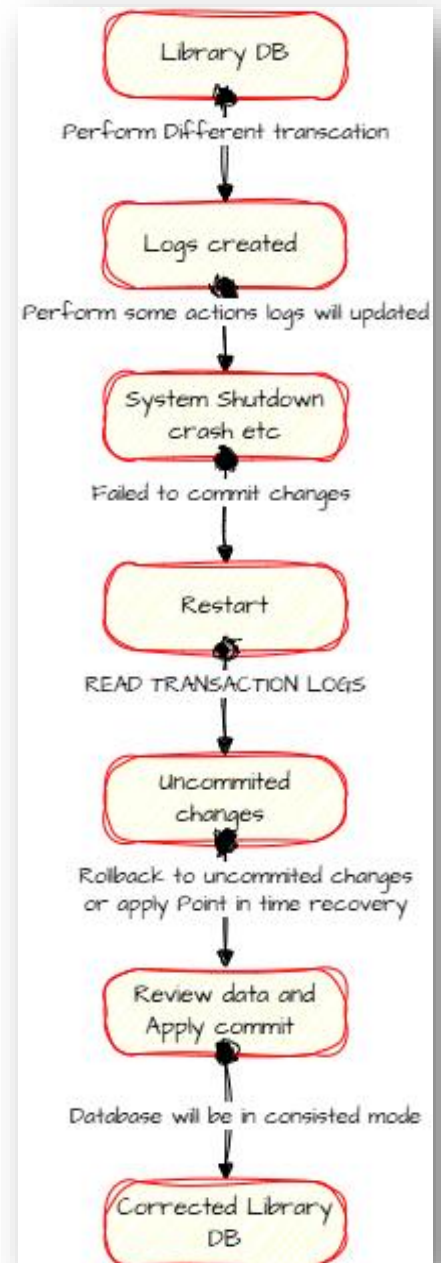 Library DB
Perform Different transcation
Logs created
Perform some actions logs will updated
System Shutdown
crash etc
Failed to commit changes
Restart
READ TRANSACTION LOGS
Uncommited
changes
Rollback to uncommited changes
or apply Point in time recovery
Review data and
Apply commit
Database will be in consisted mode
Corrected Library
DB